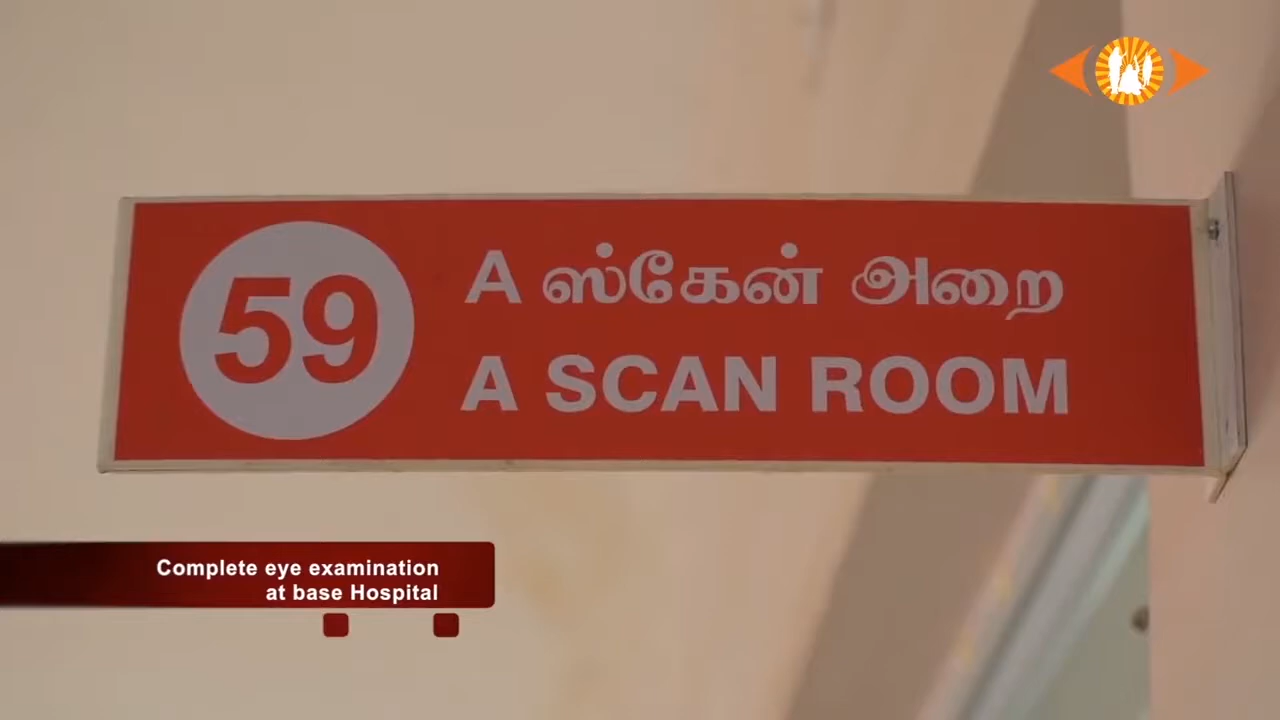 59
A ஸ்கேன் அறை
A SCAN ROOM
Complete eye examination
at base Hospital